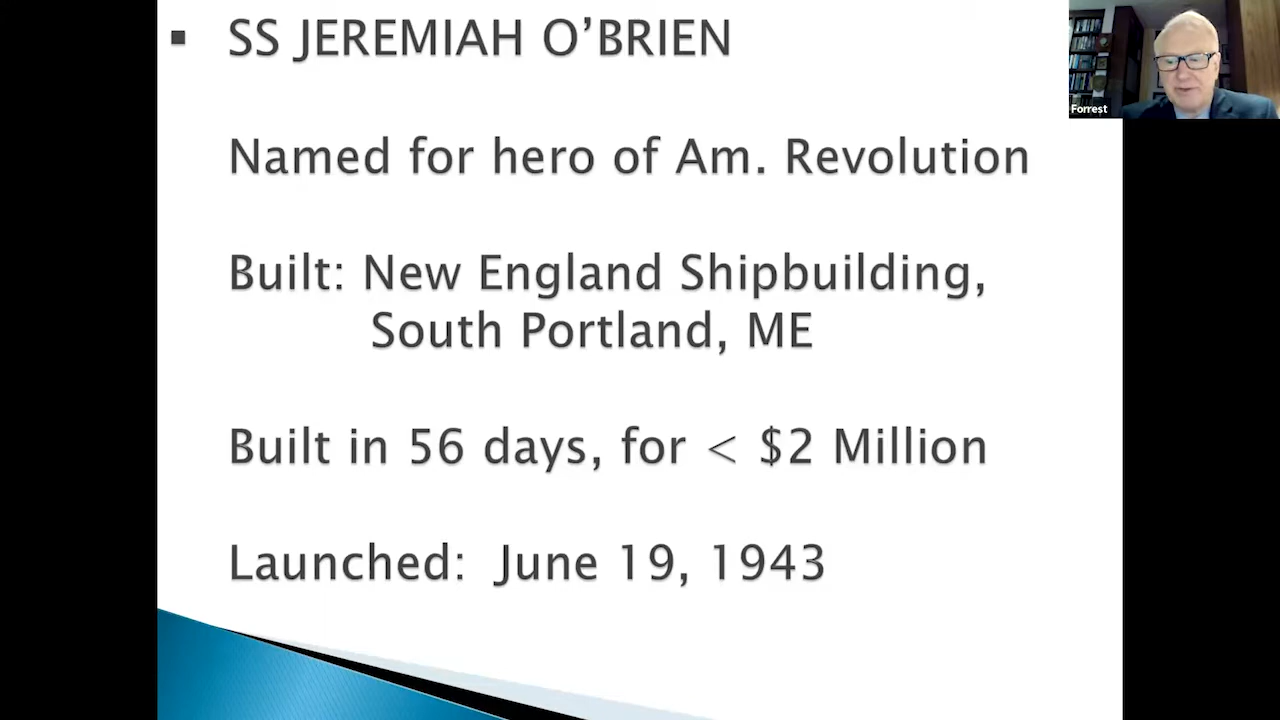 ▪ SS JEREMIAH O’BRIEN
Named for hero of Am. Revolution
Built: New England Shipbuilding,
South Portland, ME
Built in 56 days, for < $2 Million
Launched: June 19, 1943
Forrest